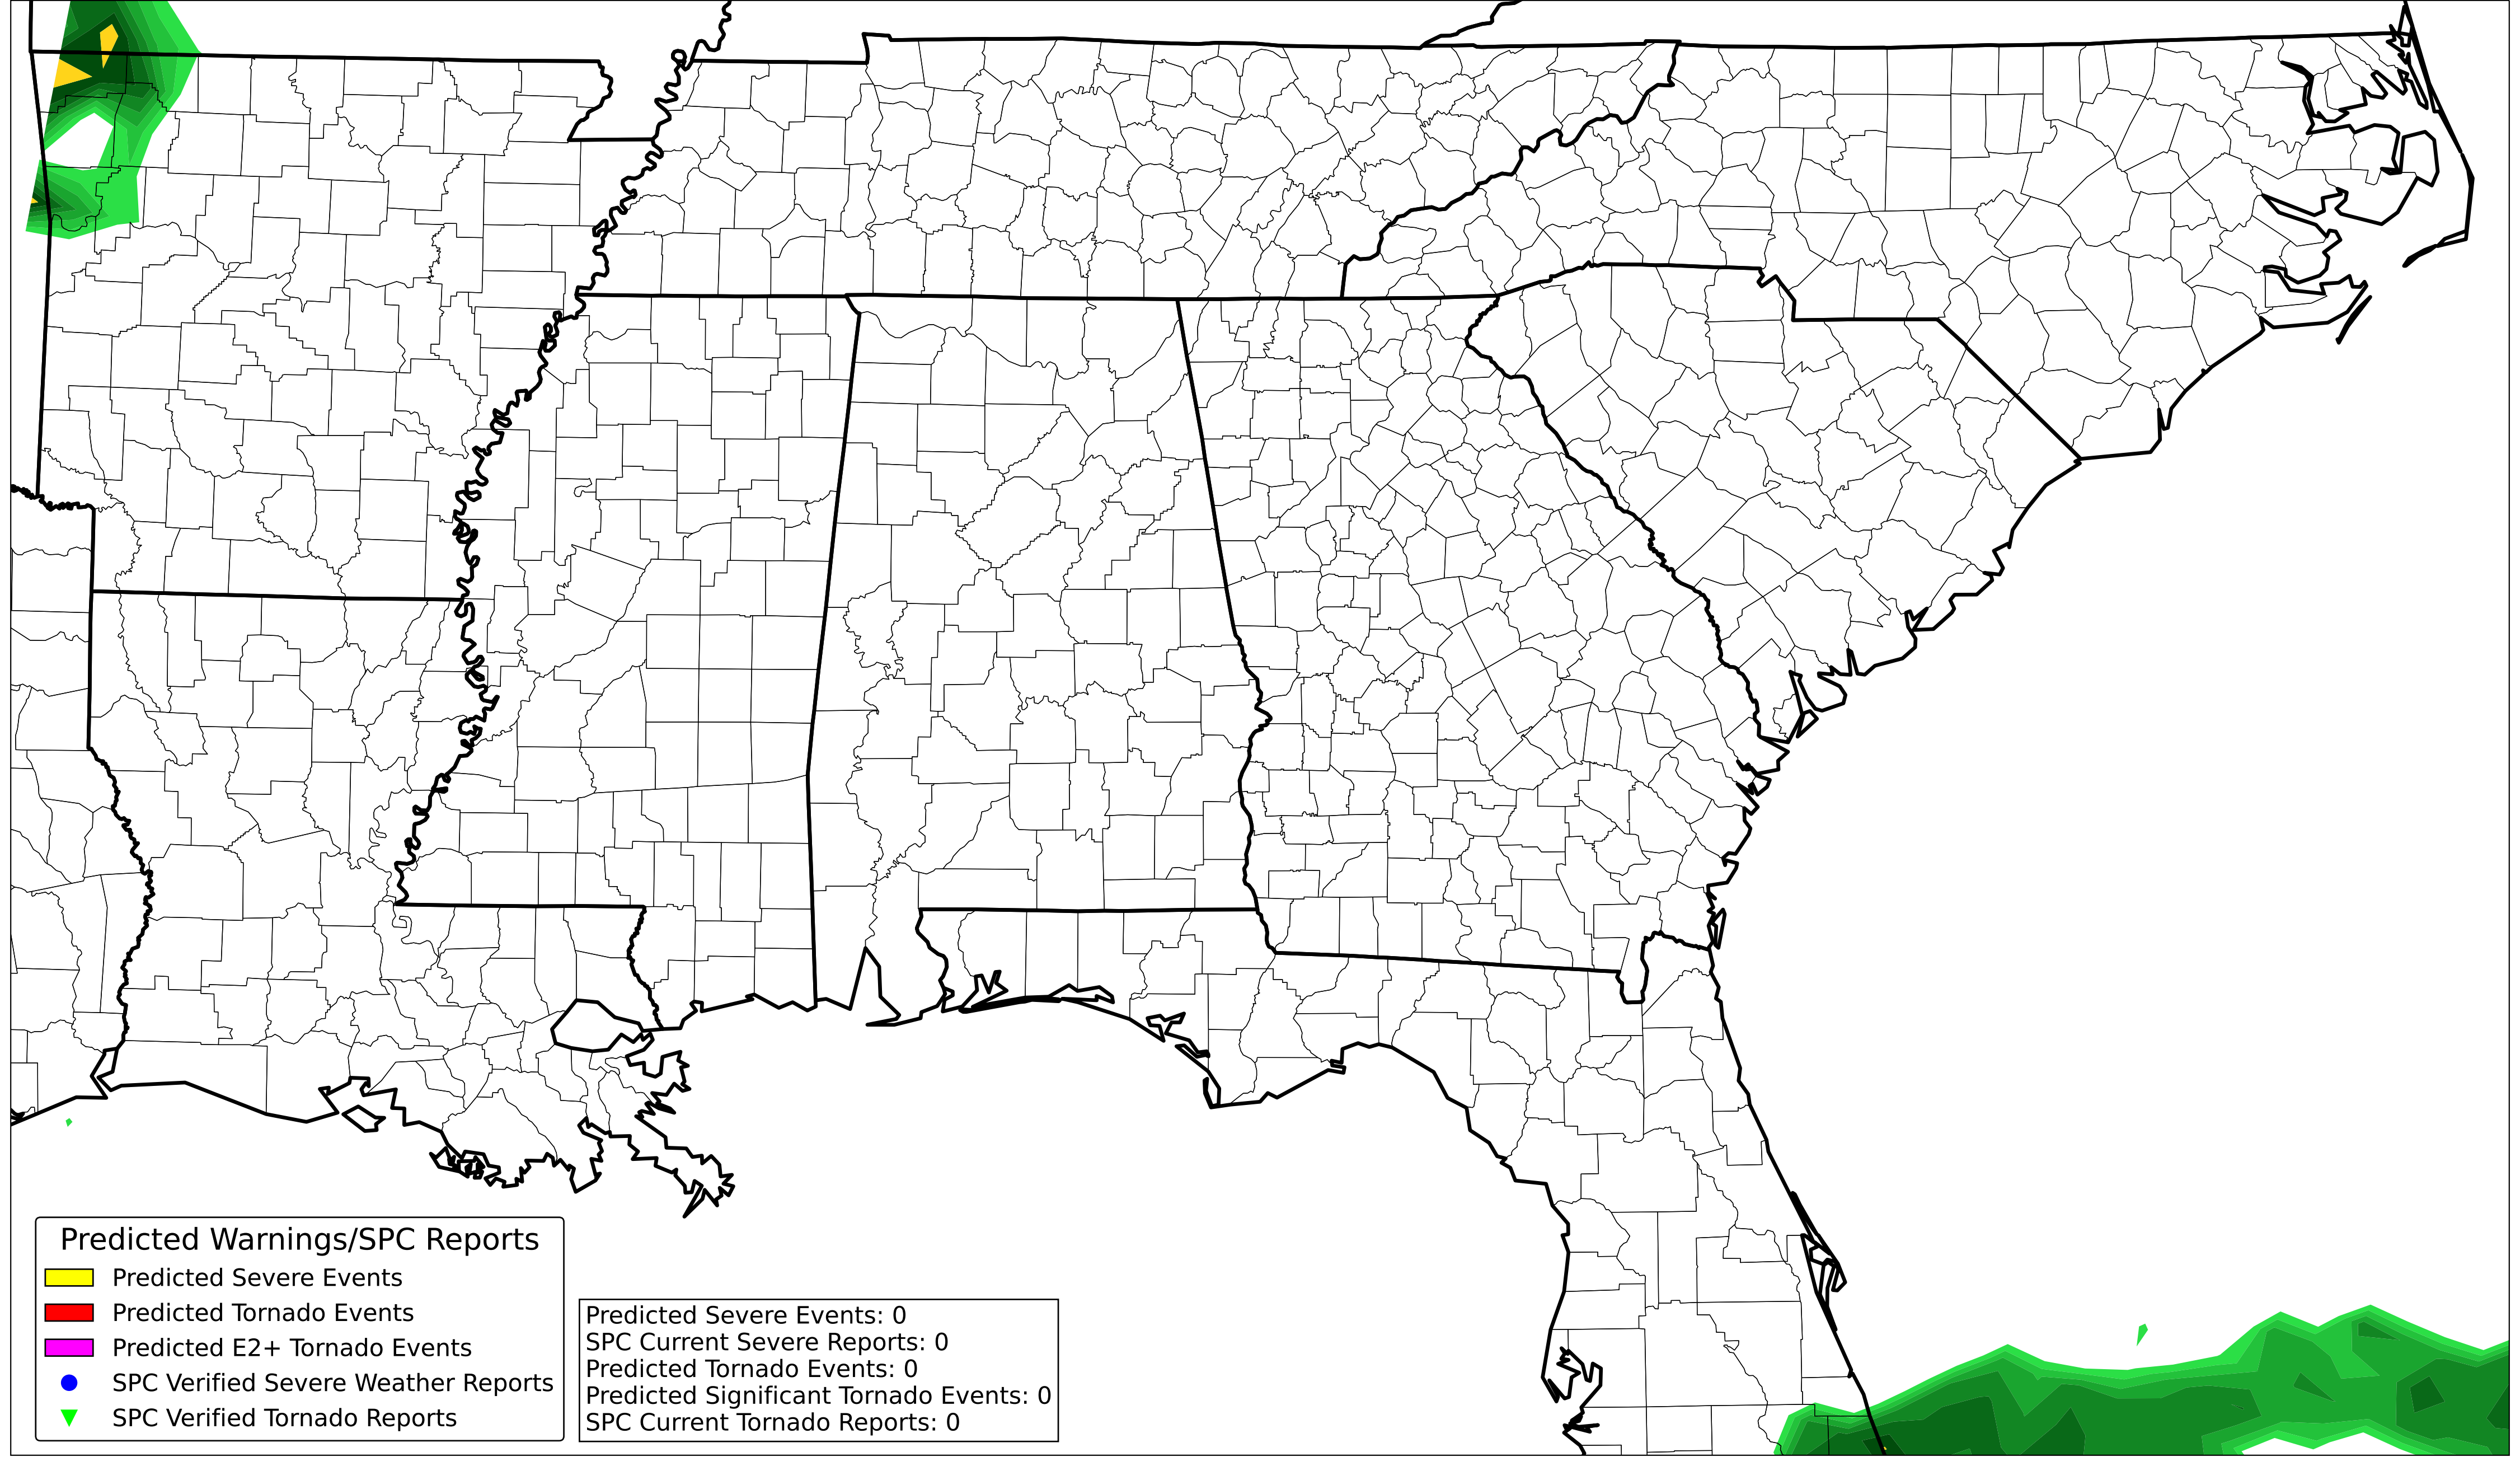 Predicted Warnings/SPC Reports
Predicted Severe Events
Predicted Tornado Events
Predicted E2+ Tornado Events
SPC Verified Severe Weather Reports
SPC Verified Tornado Reports
Predicted Severe Events: 0
SPC Current Severe Reports: 0
Predicted Tornado Events: 0
Predicted Significant Tornado Events: 0
SPC Current Tornado Reports: 0